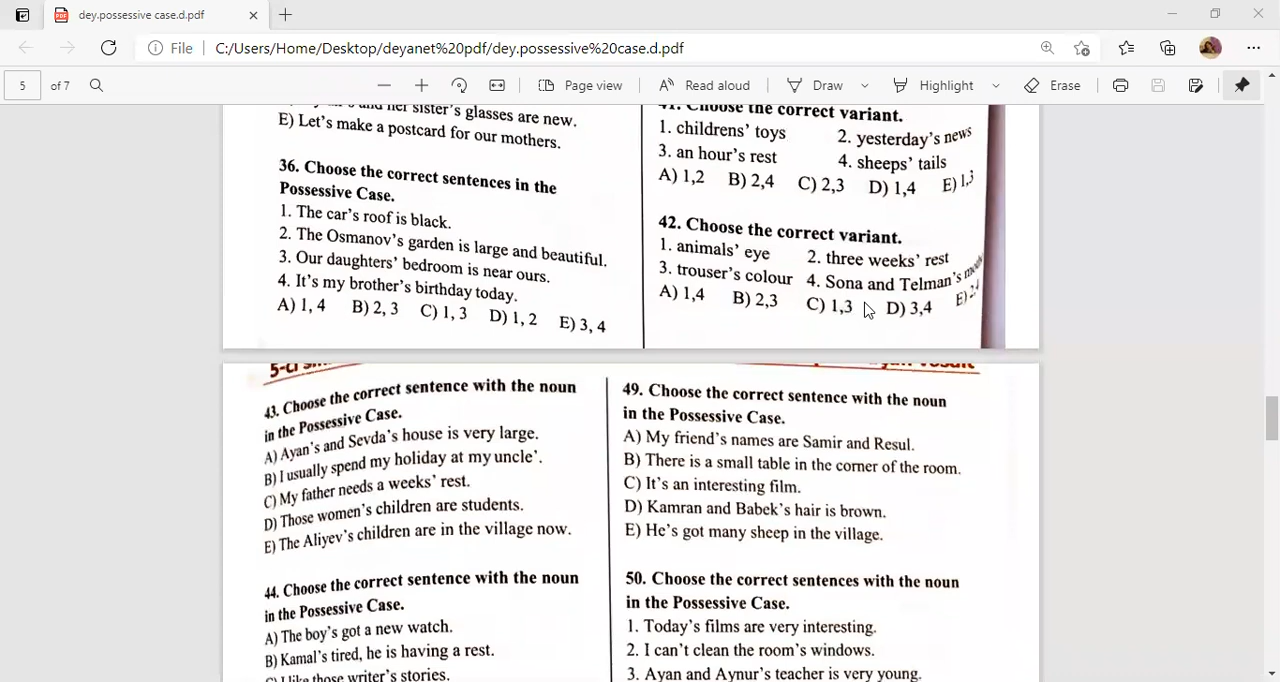 dey.possessive case.d.pdf
File
C:/Users/Home/Desktop/deyanet%20pdf/dey.possessive%20case.d.pdf
5 of 7
Page view
Read aloud
Draw
Highlight
Erase
and her sister's glasses are new.
E) Let's make a postcard for our mothers.
36. Choose the correct sentences in the
Possessive Case.
1. The car's roof is black.
2. The Osmanov's garden is large and beautiful.
3. Our daughters' bedroom is near ours.
4. It's my brother's birthday today.
A) 1, 4 B) 2, 3 C) 1, 3 D) 1, 2 E) 3, 4
41. Choose the correct variant.
1. childrens' toys 2. yesterday's news
3. an hour's rest 4. sheeps' tails
A) 1,2 B) 2,4 C) 2,3 D) 1,4 E) 1,3
42. Choose the correct variant.
1. animals' eye 2. three weeks' rest
3. trouser's colour 4. Sona and Telman's
A) 1,4 B) 2,3 C) 1,3 D) 3,4 E) 2,4
43. Choose the correct sentence with the noun
in the Possessive Case.
A) Ayan's and Sevda's house is very large.
B) I usually spend my holiday at my uncle'.
C) My father needs a weeks' rest.
D) Those women's children are students.
E) The Aliyev's children are in the village now.
44. Choose the correct sentence with the noun
in the Possessive Case.
A) The boy's got a new watch.
B) Kamal's tired, he is having a rest.
C) I like those writer's stories.
49. Choose the correct sentence with the noun
in the Possessive Case.
A) My friend's names are Samir and Resul.
B) There is a small table in the corner of the room.
C) It's an interesting film.
D) Kamran and Babek's hair is brown.
E) He's got many sheep in the village.
50. Choose the correct sentences with the noun
in the Possessive Case.
1. Today's films are very interesting.
2. I can't clean the room's windows.
3. Ayan and Aynur's teacher is very young.